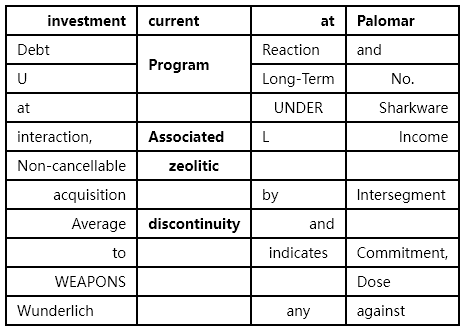 investment current at Palomar
Debt Program Reaction and
U Long-Term No.
at UNDER Sharkware
interaction, Associated L Income
Non-cancellable zeolitic
acquisition by Intersegment
Average discontinuity and
to indicates Commitment,
WEAPONS Dose
Wunderlich any against